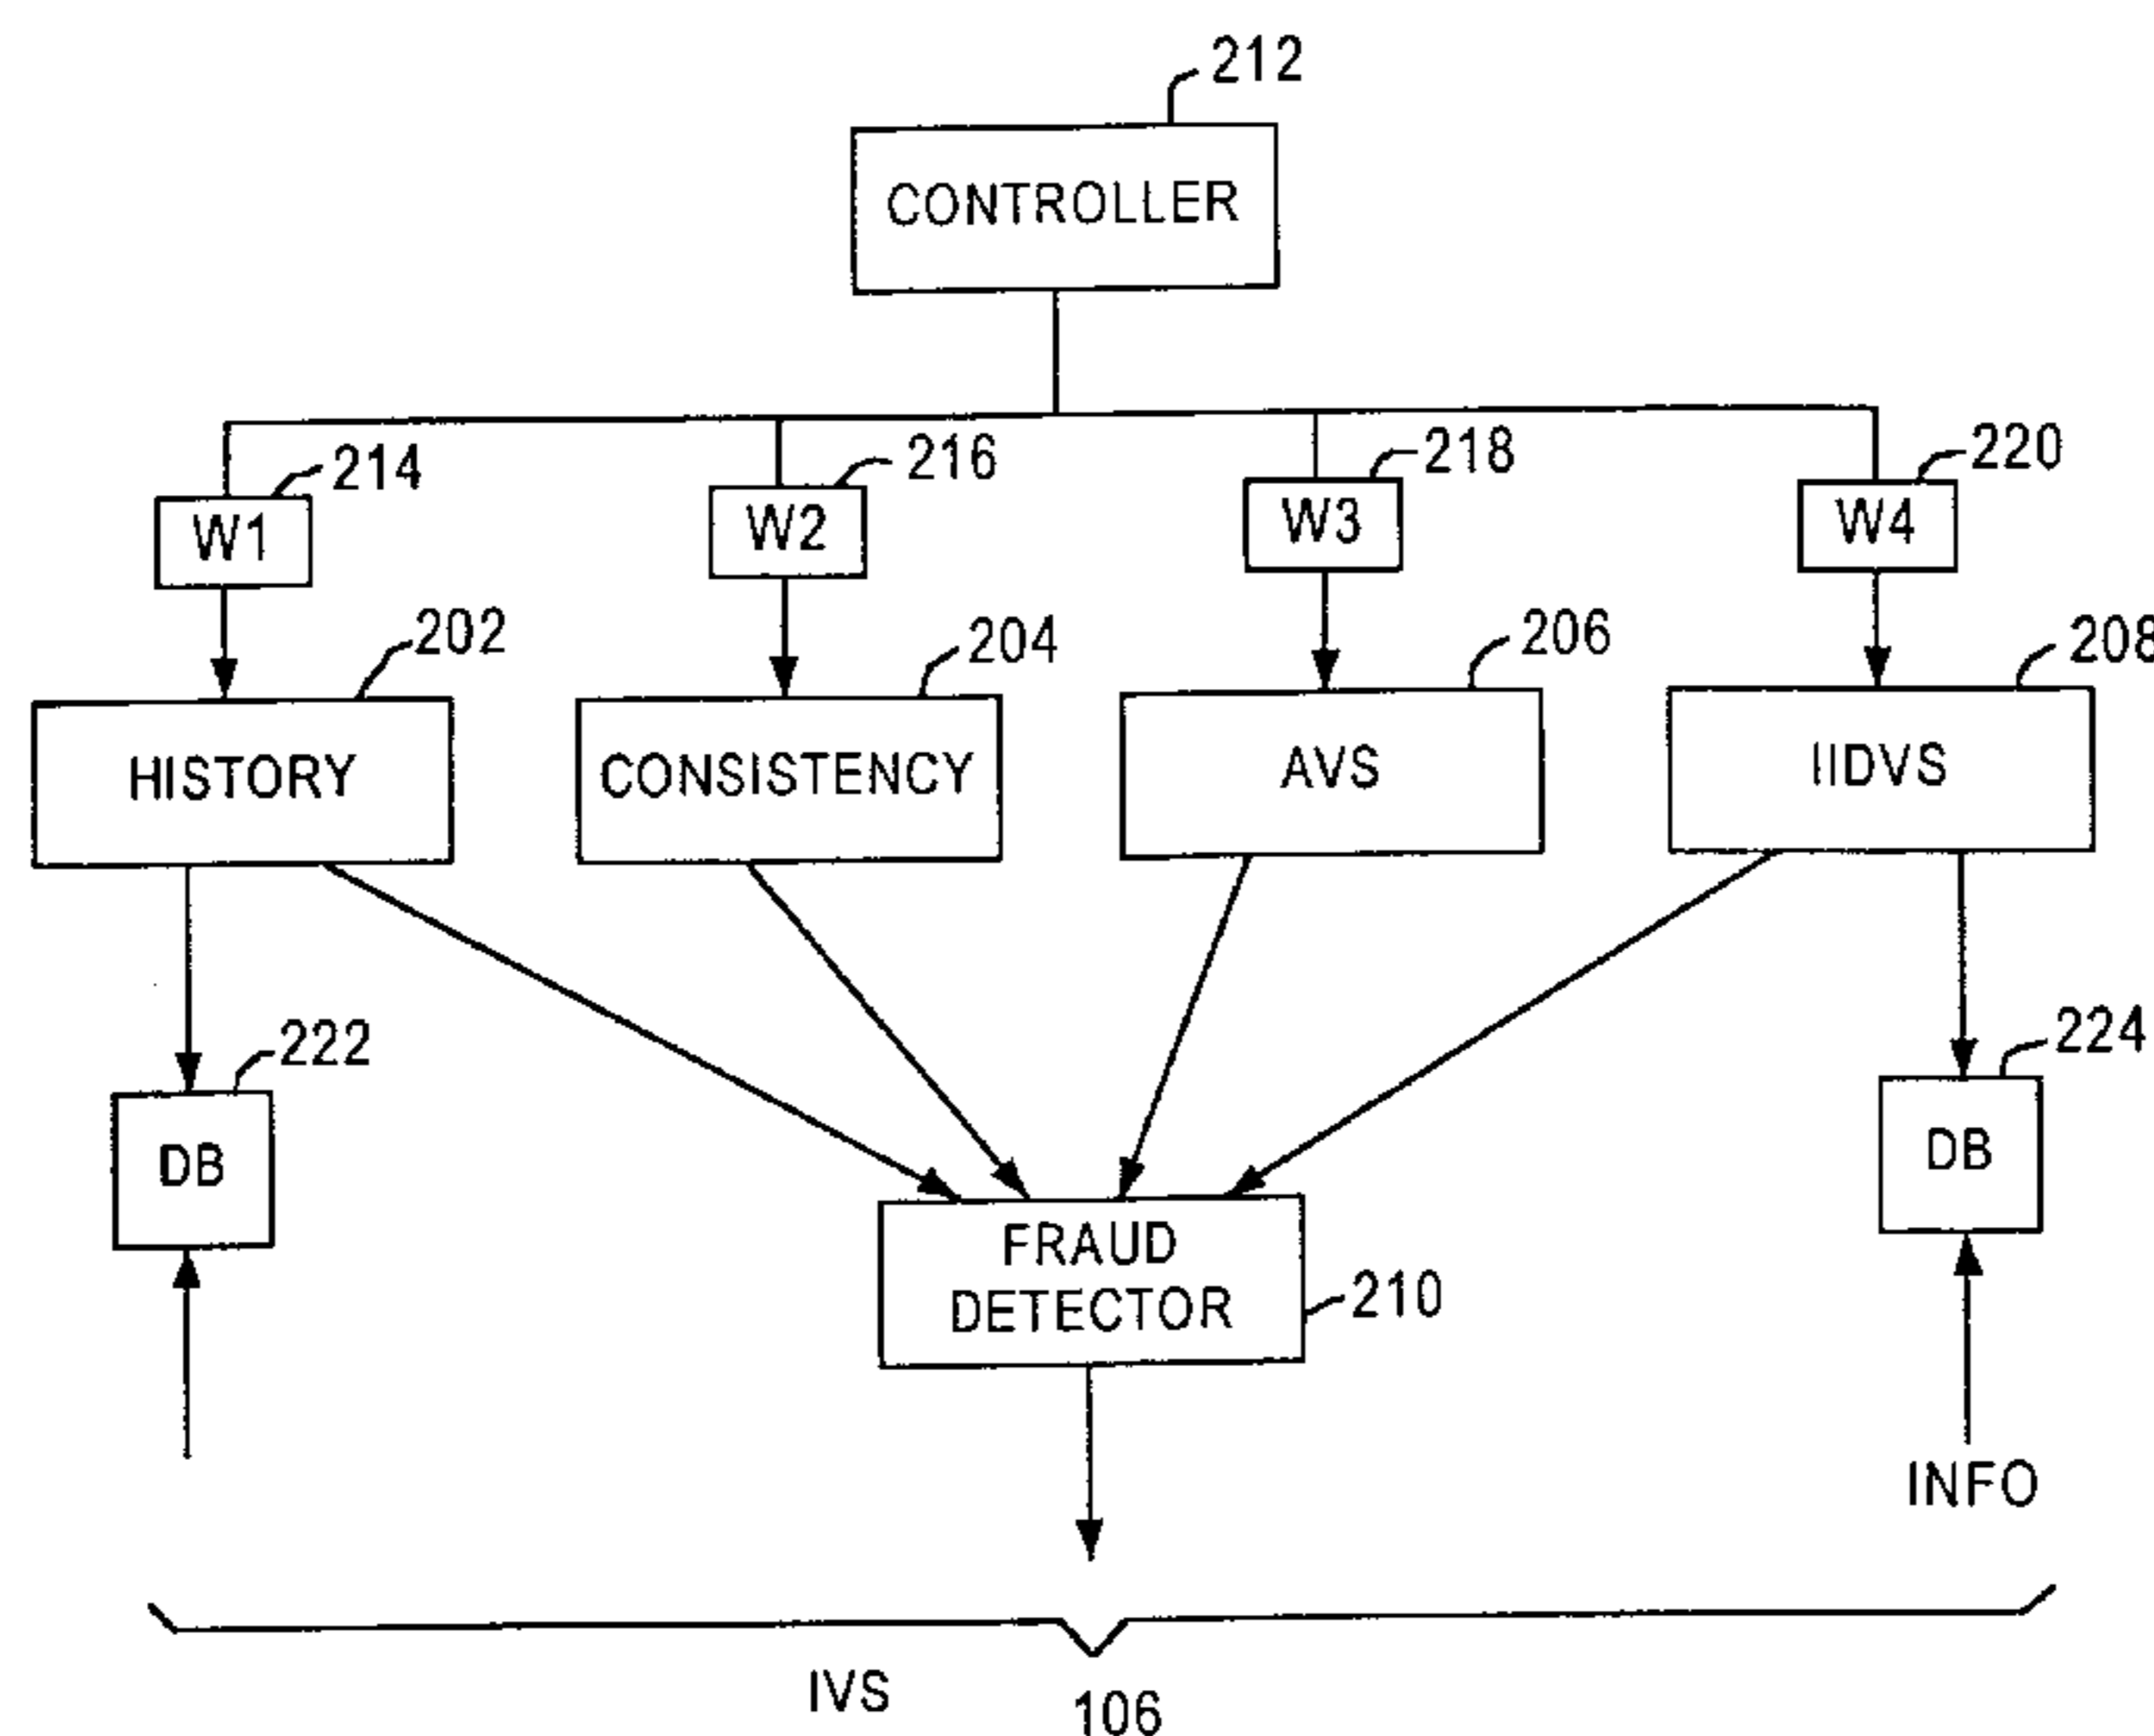 212
CONTROLLER
214
216
218
220
W1
W2
W3
W4
202
204
206
208
HISTORY
CONSISTENCY
AVS
IIDVS
222
224
DB
DB
FRAUD
DETECTOR
210
INFO
IVS
106